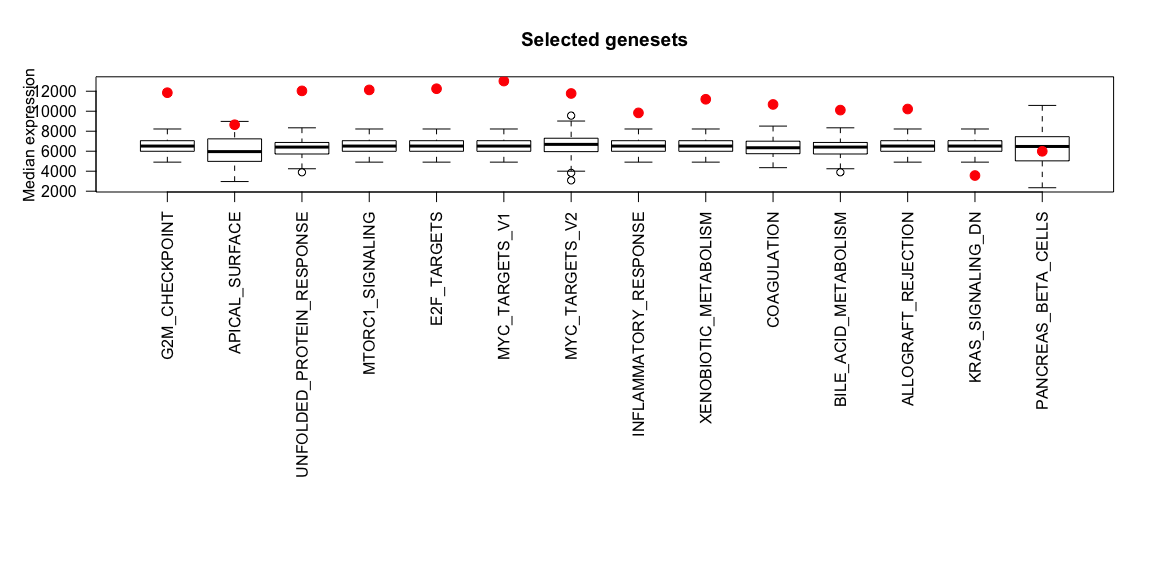 Selected genesets
Median expression
12000
10000
8000
6000
4000
2000
G2M_CHECKPOINT
APICAL_SURFACE
UNFOLDED_PROTEIN_RESPONSE
MTORC1_SIGNALING
E2F_TARGETS
MYC_TARGETS_V1
MYC_TARGETS_V2
INFLAMMATORY_RESPONSE
XENOBIOTIC_METABOLISM
COAGULATION
BILE_ACID_METABOLISM
ALLOGRAFT_REJECTION
KRAS_SIGNALING_DN
PANCREAS_BETA_CELLS